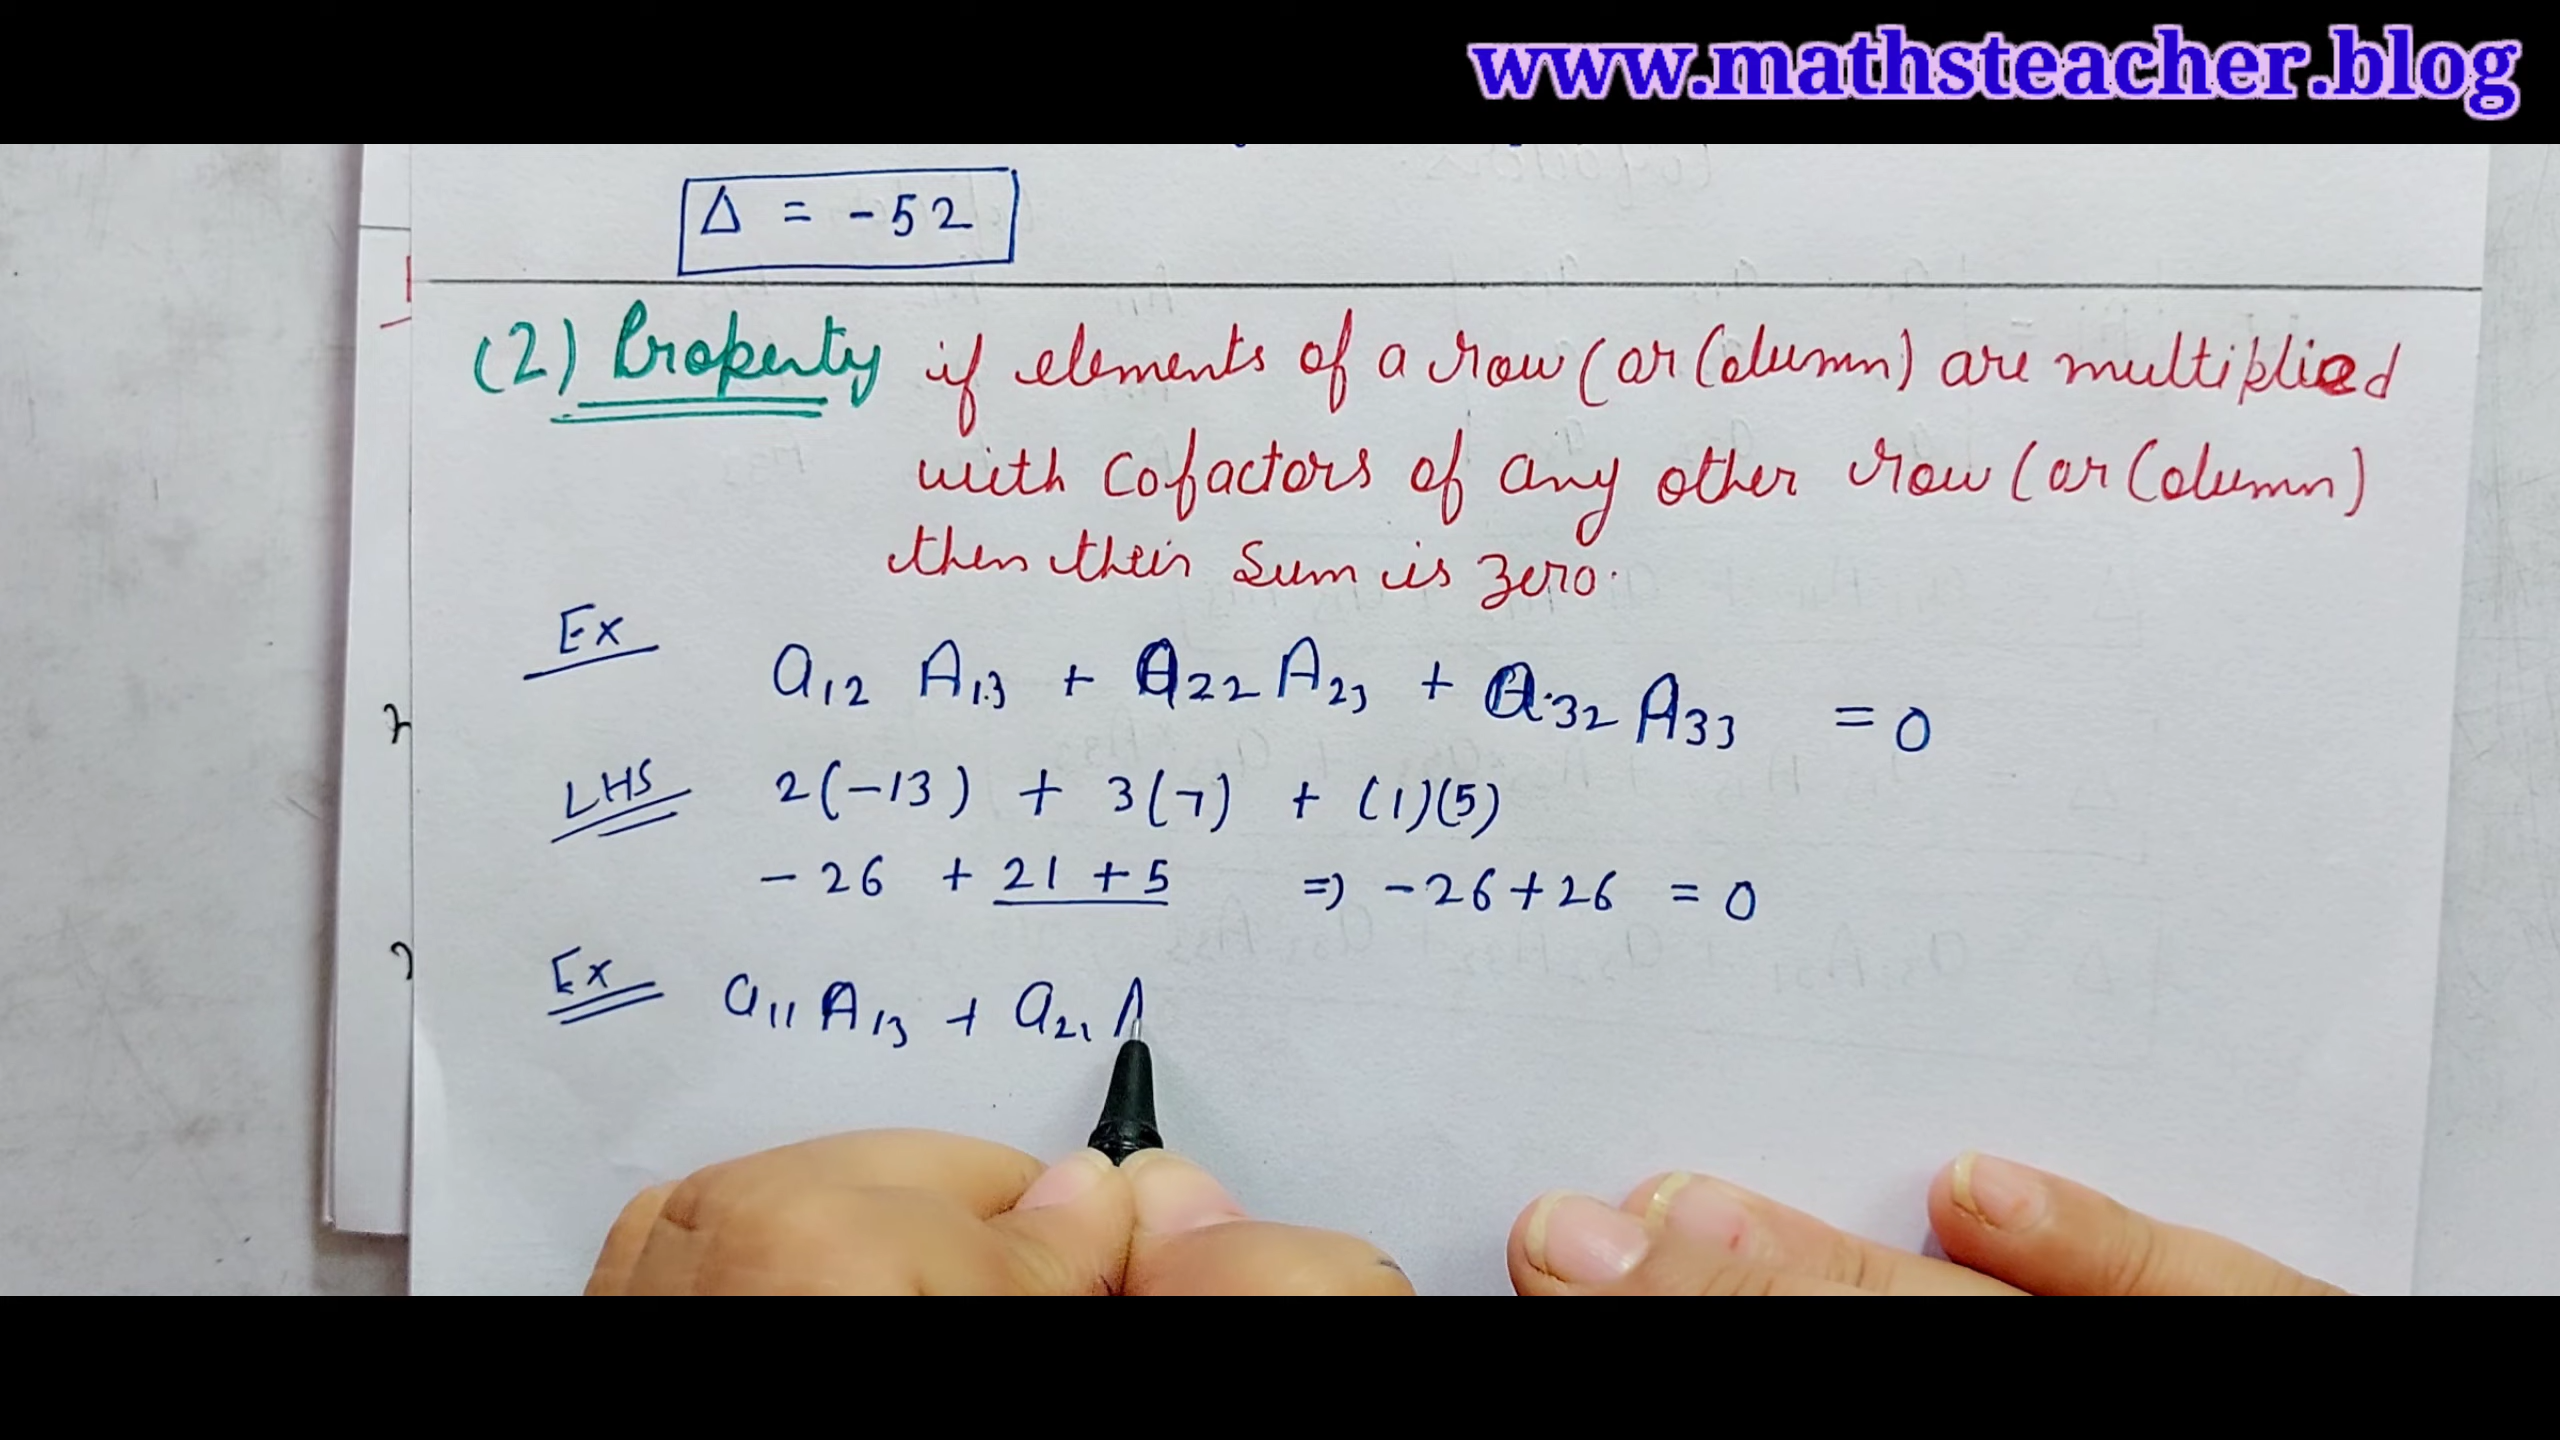 www.mathsteacher.blog
Δ = -52
(2) Property if elements of a row (or Column) are multiplied
with cofactors of any other row (or Column)
then their sum is zero.
Ex
a₁₂ A₁₃ + a₂₂ A₂₃ + a₃₂ A₃₃ = 0
LHS 2(-13) + 3(7) + (1)(5)
-26 + 21 + 5 ⇒ -26 + 26 = 0
Ex a₁₁ A₁₃ + a₂₁ A